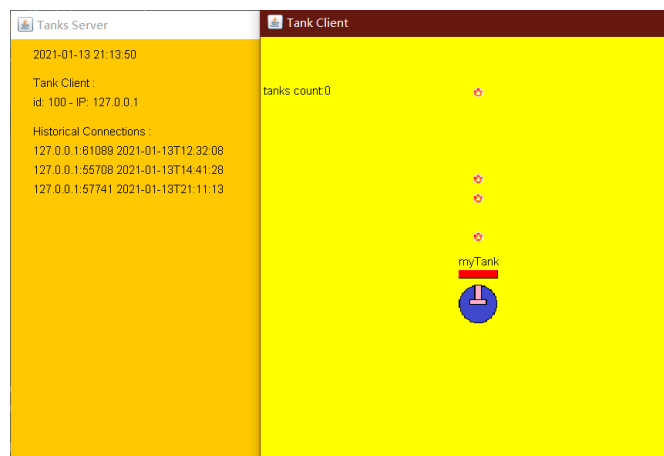 Tanks Server
2021-01-13 21:13:50
Tank Client :
id: 100 - IP: 127.0.0.1
Historical Connections :
127.0.0.1:61089 2021-01-13T12:32:08
127.0.0.1:55708 2021-01-13T14:41:28
127.0.0.1:57741 2021-01-13T21:11:13
Tank Client
tanks count:0
myTank